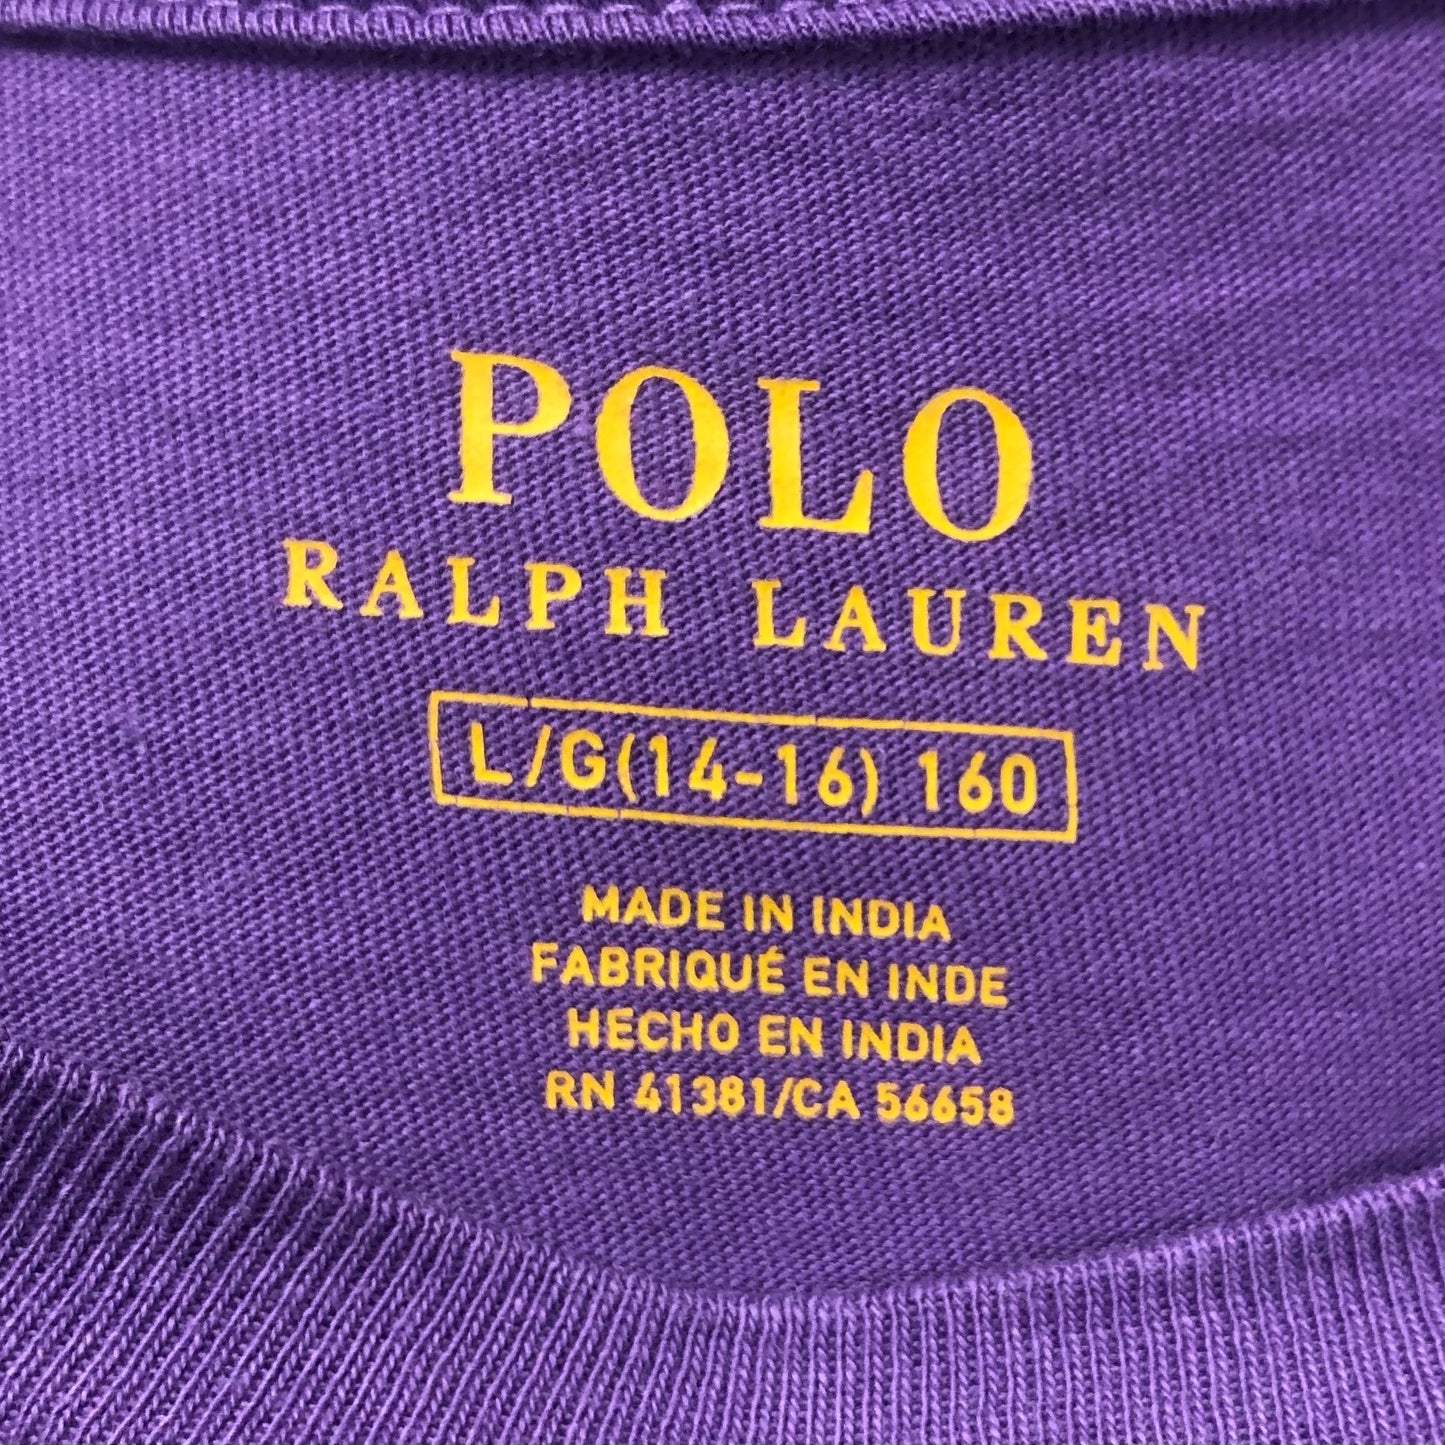 POLO
RALPH LAUREN
L/G(14-16) 160
MADE IN INDIA
FABRIQUÉ EN INDE
HECHO EN INDIA
RN 41381/CA 56658